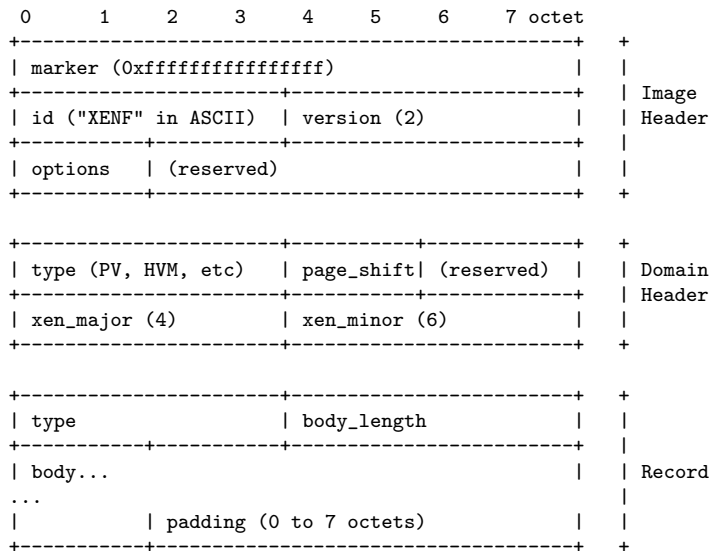 0 1 2 3 4 5 6 7 octet
+-----------------------------------------------+ +
| marker (0xffffffffffffffff) | |
+-----------------------+-----------------------+ | Image
| id ("XENF" in ASCII) | version (2) | | Header
+-----------+-----------+-----------------------+ |
| options | (reserved) | |
+-----------+-----------------------------------+ +
+-----------------------+-----------+-----------+ +
| type (PV, HVM, etc) | page_shift| (reserved) | | Domain
+-----------------------+-----------+-----------+ | Header
| xen_major (4) | xen_minor (6) | |
+-----------------------+-----------------------+ +
+-----------------------+-----------------------+ +
| type | body_length | |
+-----------+-----------+-----------------------+ |
| body... | | Record
... |
| | padding (0 to 7 octets) | |
+-----------+-----------------------------------+ +